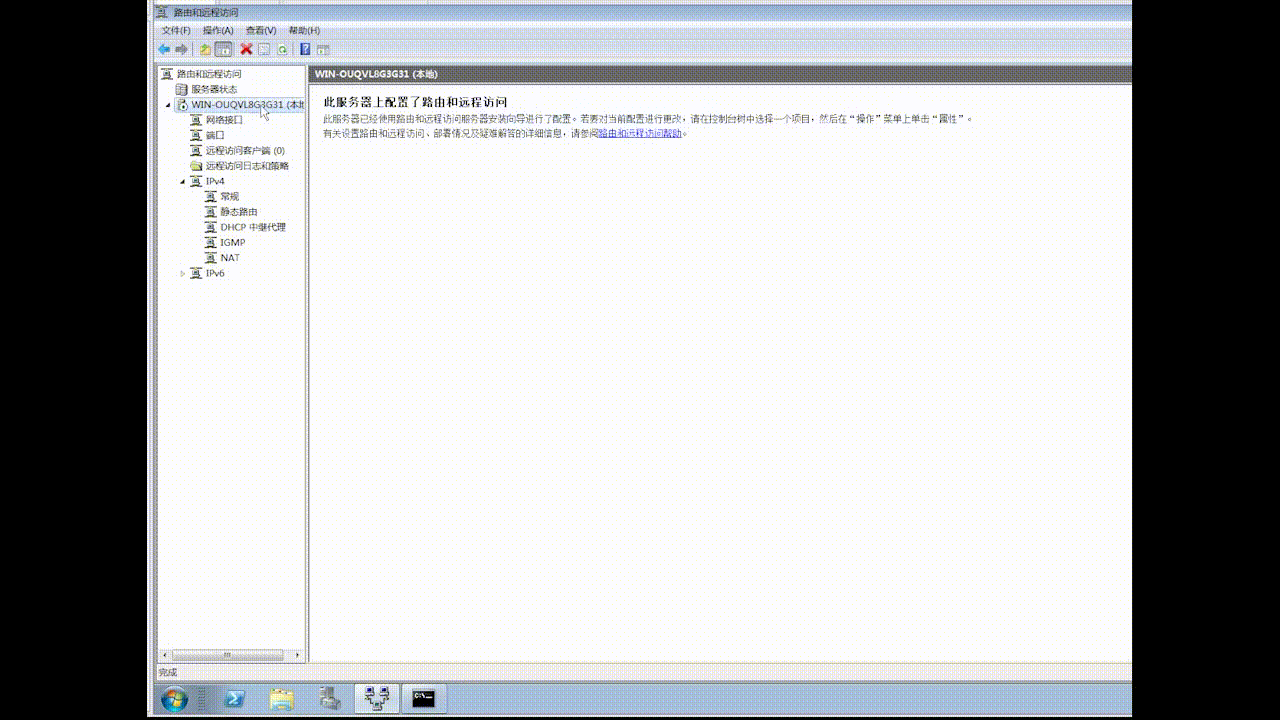 路由和远程访问
文件(F) 操作(A) 查看(V) 帮助(H)
路由和远程访问
服务器状态
WIN-OUQVL8G3G31 (本地
网络接口
端口
远程访问客户端 (0)
远程访问日志和策略
IPv4
常规
静态路由
DHCP 中继代理
IGMP
NAT
IPv6
WIN-OUQVL8G3G31 (本地)
此服务器上配置了路由和远程访问
此服务器已经使用路由和远程访问服务器安装向导进行了配置。若要对当前配置进行更改，请在控制台树中选择一个项目，然后在“操作”菜单上单击“属性”。
有关设置路由和远程访问、部署情况及疑难解答的详细信息，请参阅路由和远程访问帮助。
完成
C:\_